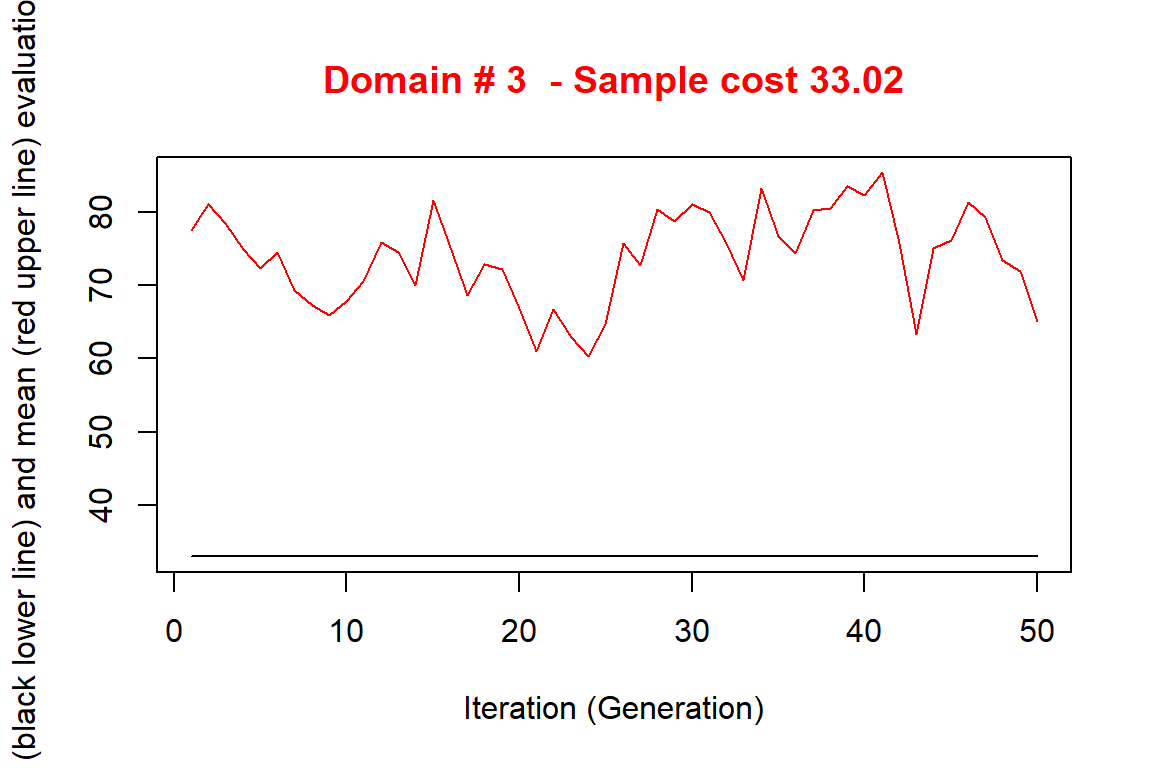 Domain # 3  - Sample cost 33.02
(black lower line) and mean (red upper line)
80
70
60
50
40
0 10 20 30 40 50
Iteration (Generation)